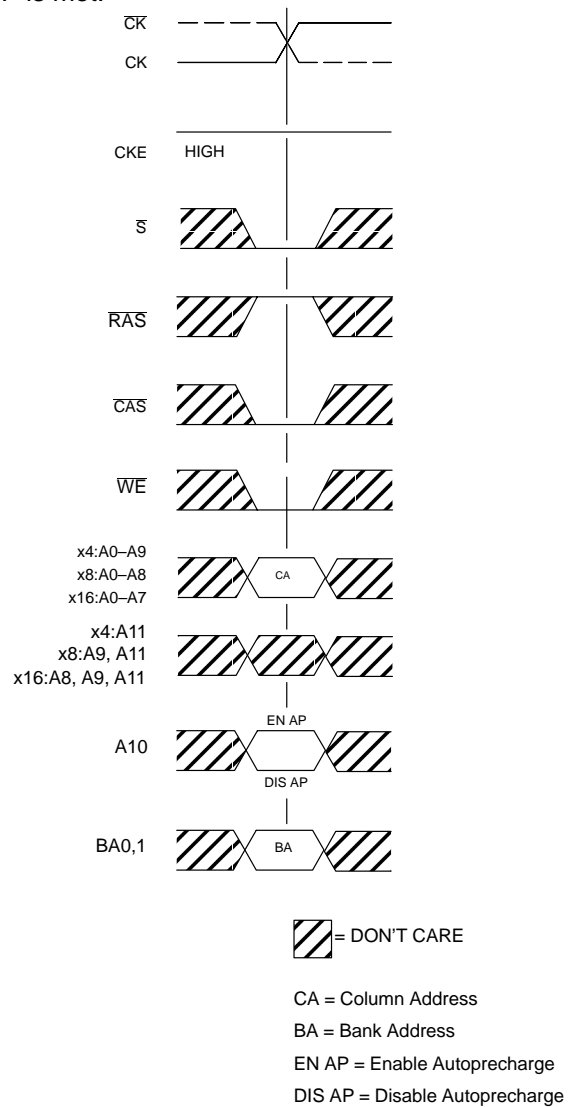 CK
CK
CKE HIGH
S
RAS
CAS
WE
x4:A0–A9
x8:A0–A8
x16:A0–A7
CA
x4:A11
x8:A9, A11
x16:A8, A9, A11
EN AP
A10
DIS AP
BA0,1 BA
= DON'T CARE
CA = Column Address
BA = Bank Address
EN AP = Enable Autoprecharge
DIS AP = Disable Autoprecharge